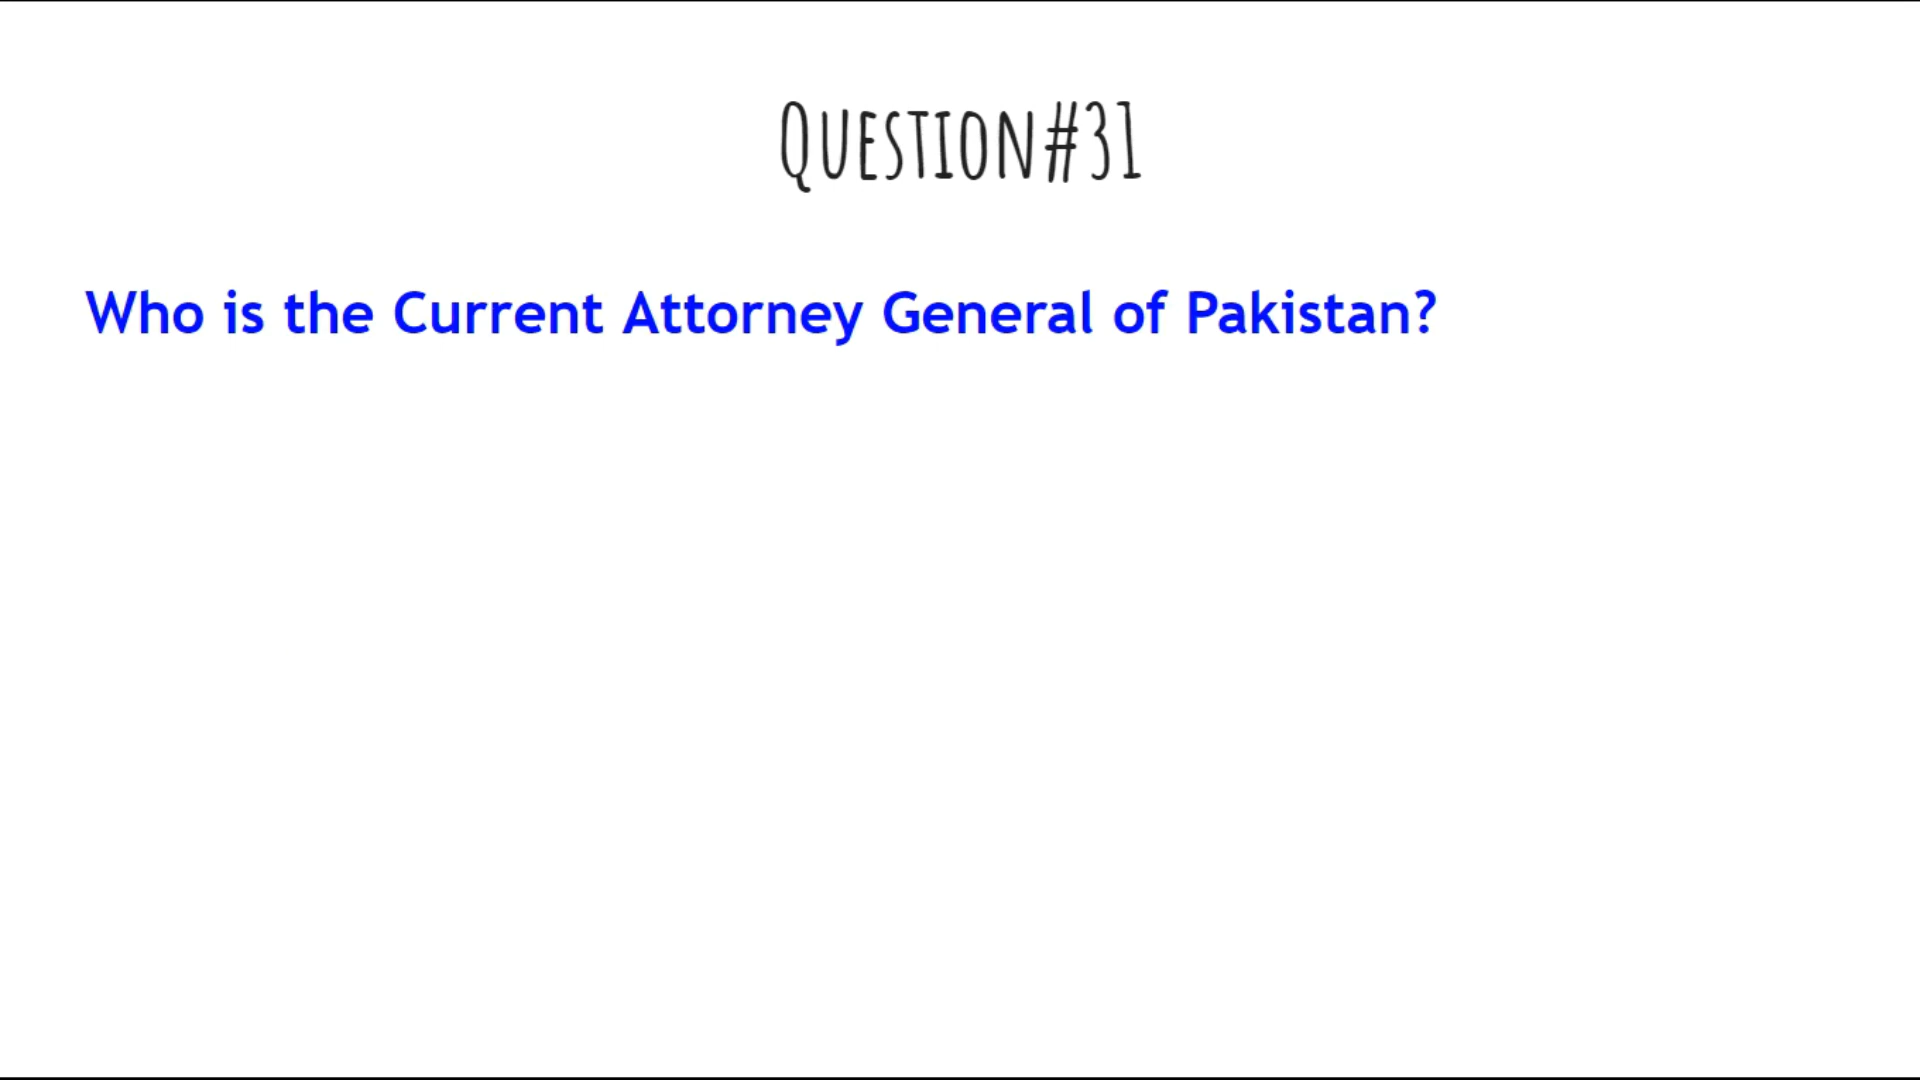 Question#31
Who is the Current Attorney General of Pakistan?